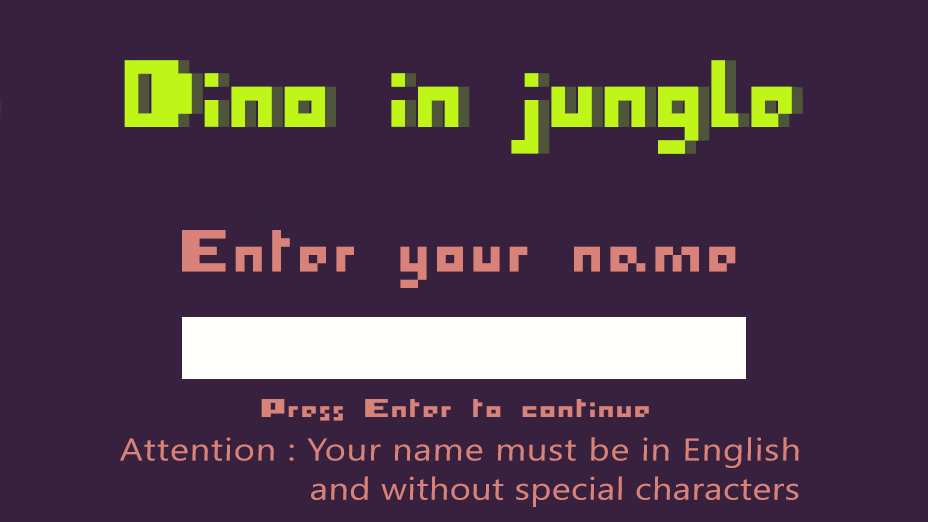 Dino in jungle
Enter your name
Press Enter to continue
Attention : Your name must be in English
and without special characters